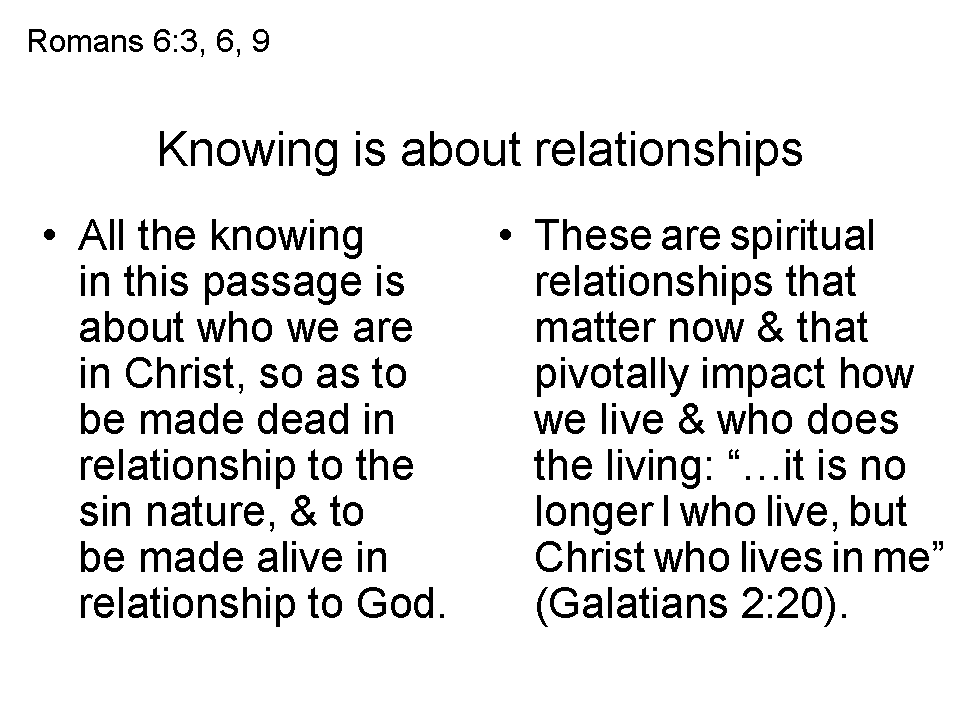 Romans 6:3, 6, 9
Knowing is about relationships
• All the knowing
in this passage is
about who we are
in Christ, so as to
be made dead in
relationship to the
sin nature, & to
be made alive in
relationship to God.
• These are spiritual
relationships that
matter now & that
pivotally impact how
we live & who does
the living: “…it is no
longer I who live, but
Christ who lives in me”
(Galatians 2:20).